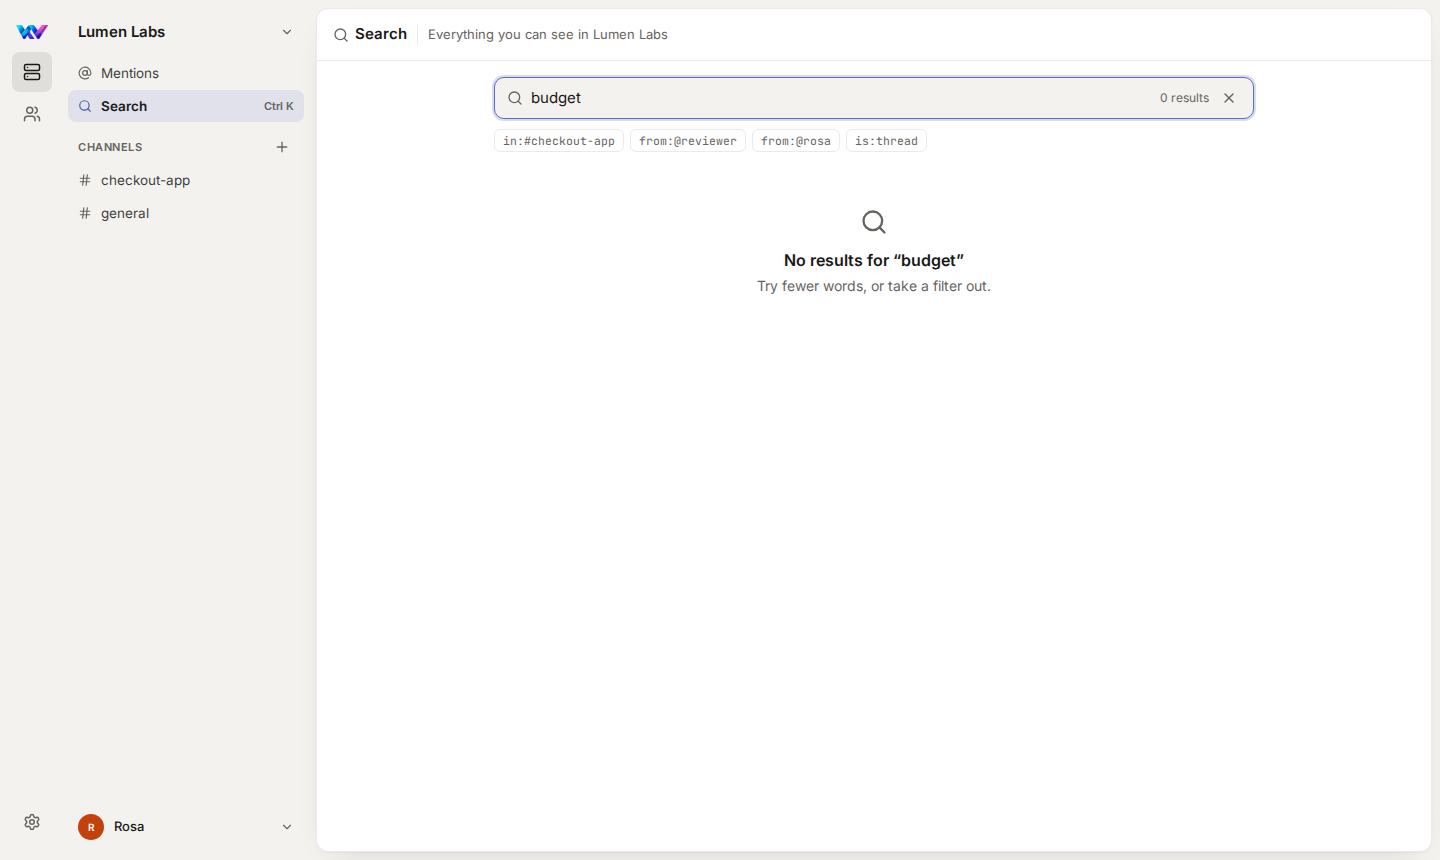 Lumen Labs
Mentions
Search Ctrl K
CHANNELS
checkout-app
general
R Rosa
Search Everything you can see in Lumen Labs
budget 0 results
in:#checkout-app from:@reviewer from:@rosa is:thread
No results for “budget”
Try fewer words, or take a filter out.